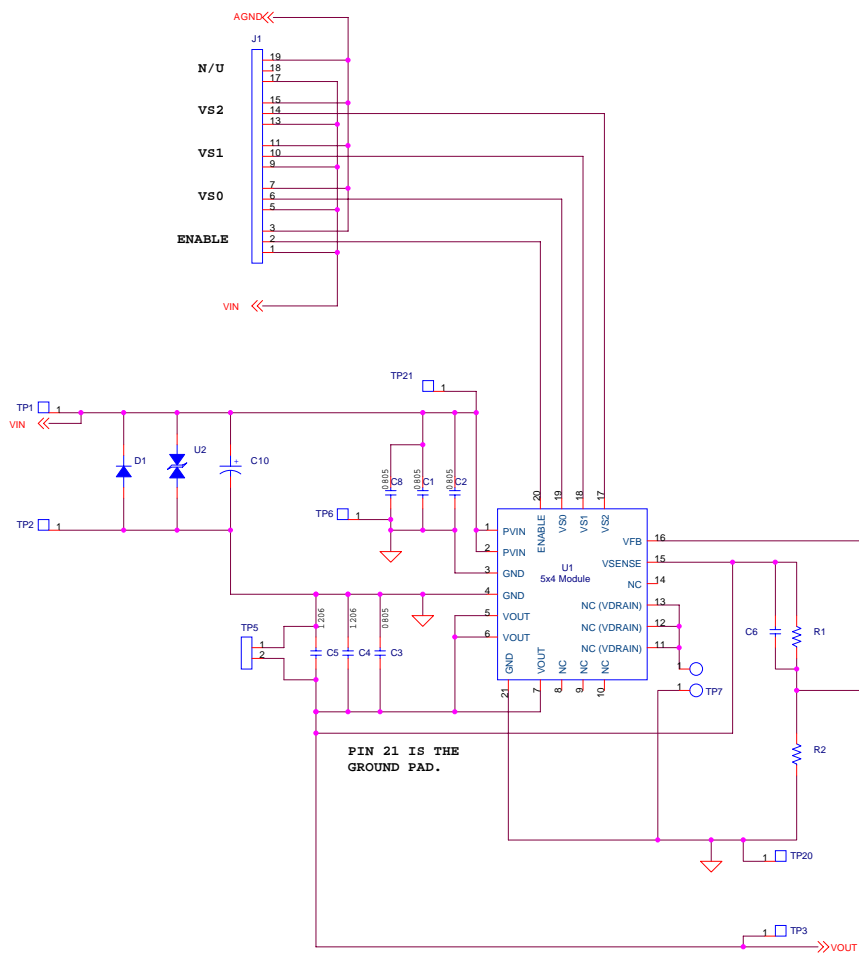 AGND
J1
19
N/U 18
17
15
VS2 14
13
11
VS1 10
9
7
VS0 6
5
3
ENABLE 2
1
VIN
TP21
1
TP1 1
VIN
D1
U2
C10
+
0805 C8
0805 C1
0805 C2
TP6 1
TP2 1
20 19 18 17
ENABLE VS0 VS1 VS2
1 PVIN
2 PVIN
3 GND
4 GND
5 VOUT
6 VOUT
U1
5x4 Module
VFB 16
VSENSE 15
NC 14
NC (VDRAIN) 13
NC (VDRAIN) 12
NC (VDRAIN) 11
GND VOUT NC NC NC
21 7 8 9 10
1206 C5
1206 C4
0805 C3
TP5
1
2
C6
R1
1
1 TP7
R2
PIN 21 IS THE
GROUND PAD.
1 TP20
1 TP3
VOUT